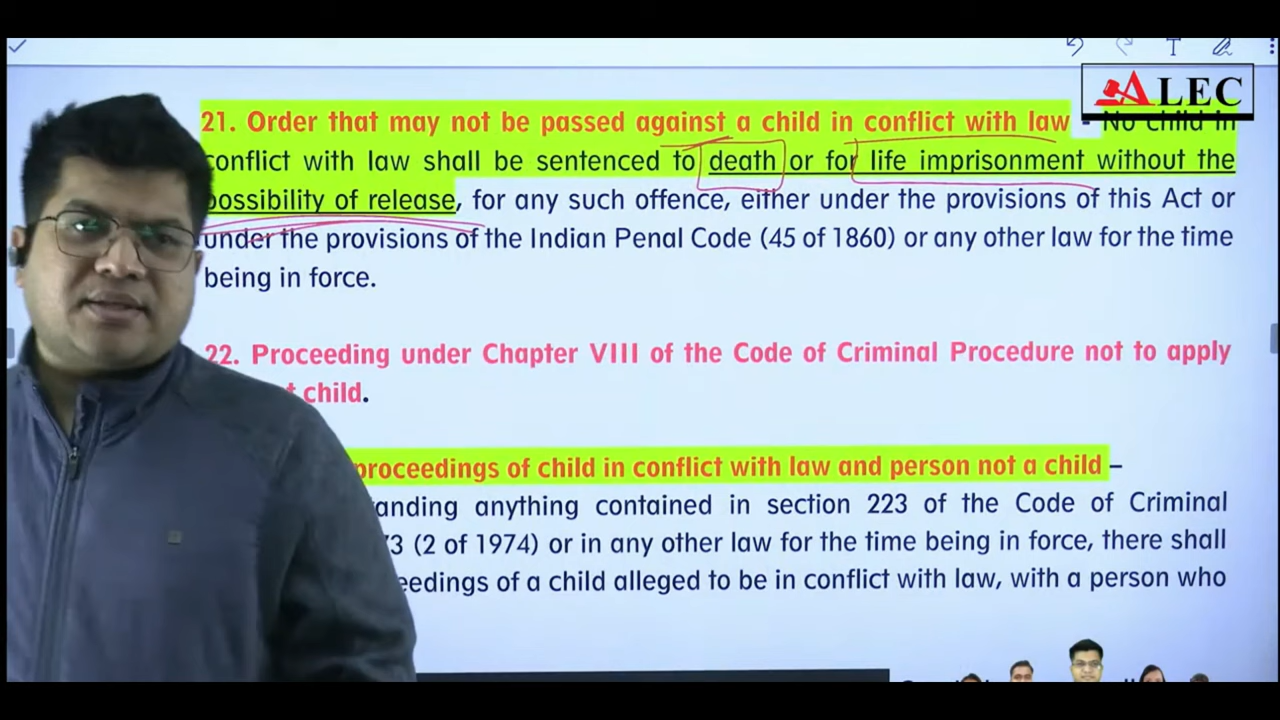 T
ALEC
21. Order that may not be passed against a child in conflict with law - No child in
conflict with law shall be sentenced to death or for life imprisonment without the
possibility of release, for any such offence, either under the provisions of this Act or
under the provisions of the Indian Penal Code (45 of 1860) or any other law for the time
being in force.
22. Proceeding under Chapter VIII of the Code of Criminal Procedure not to apply
child.
proceedings of child in conflict with law and person not a child –
anding anything contained in section 223 of the Code of Criminal
73 (2 of 1974) or in any other law for the time being in force, there shall
eedings of a child alleged to be in conflict with law, with a person who